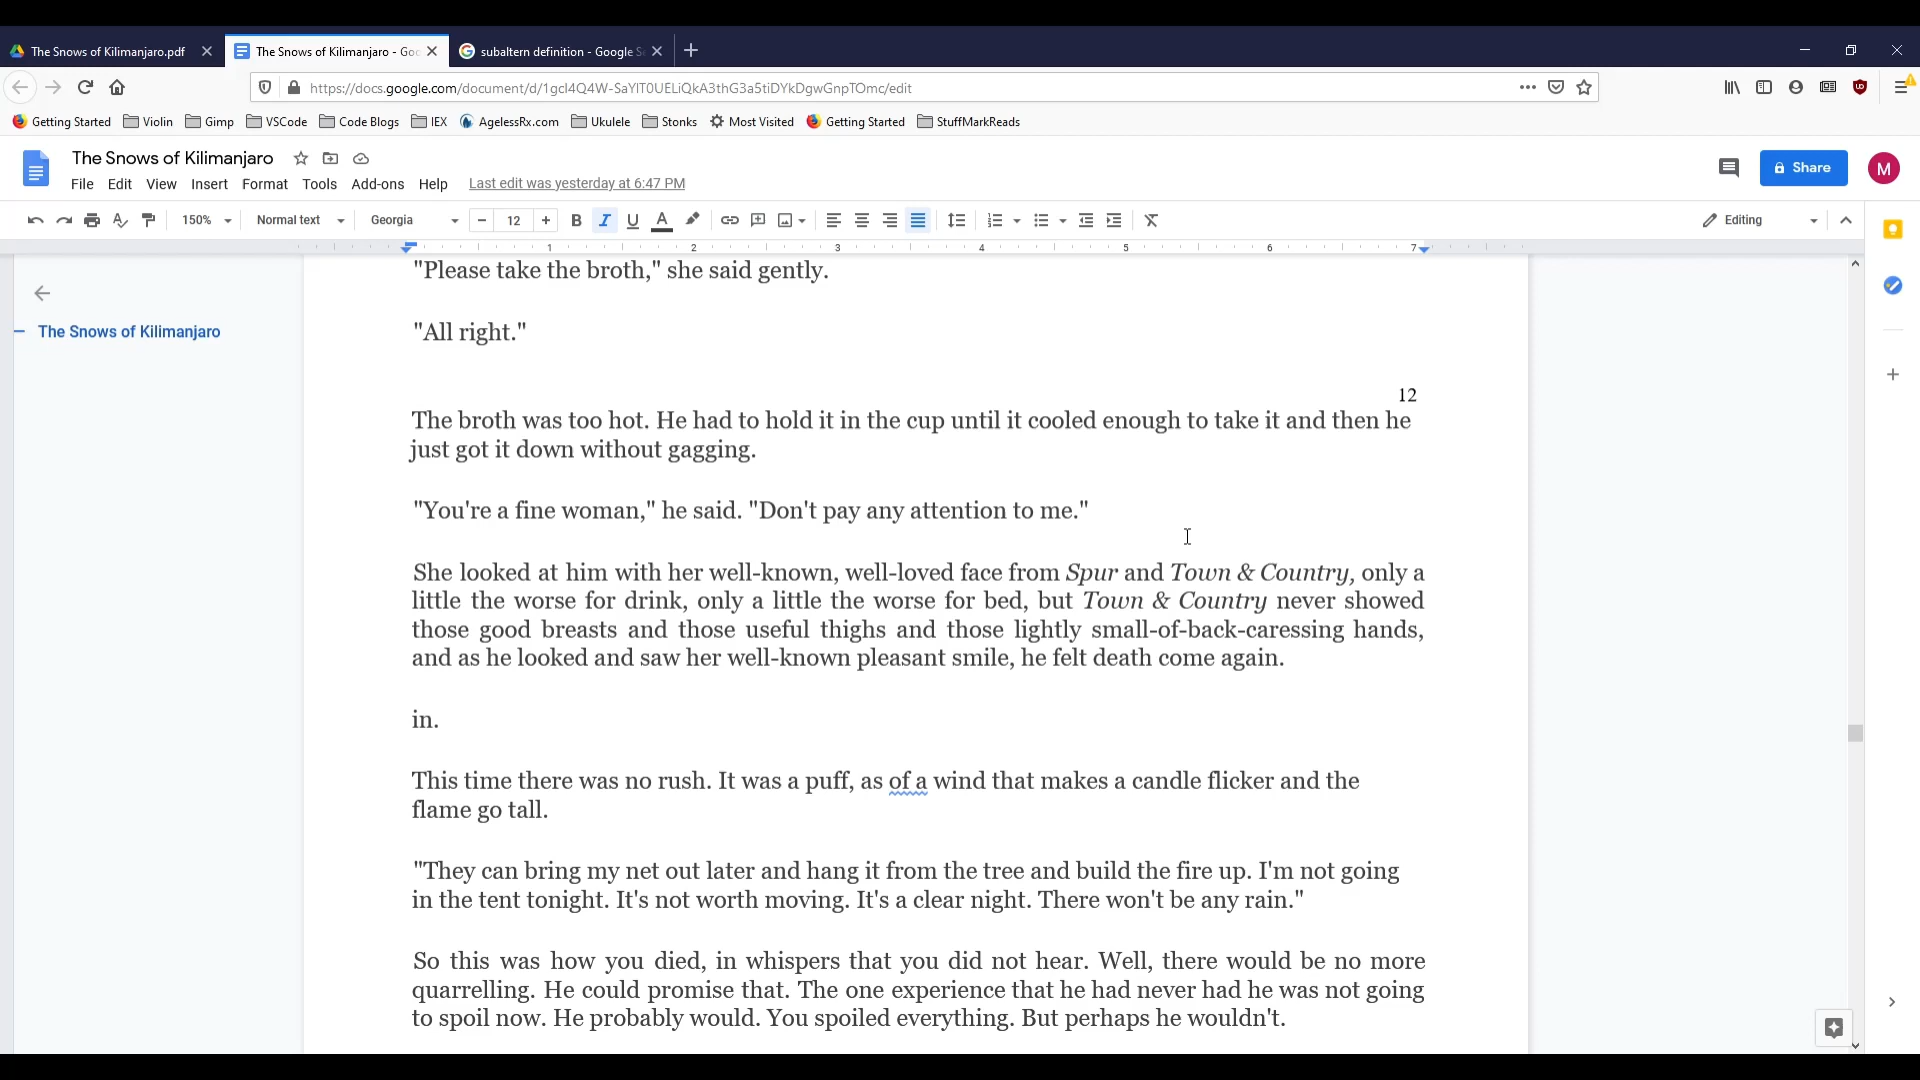 The Snows of Kilimanjaro.pdf
The Snows of Kilimanjaro - Goo
subaltern definition - Google S
https://docs.google.com/document/d/1gcl4Q4W-SaYlT0UELiQkA3thG3a5tiDYkDgwGnpTOmc/edit
Getting Started Violin Gimp VSCode Code Blogs IEX AgelessRx.com Ukulele Stonks Most Visited Getting Started StuffMarkReads
The Snows of Kilimanjaro
Share
M
File Edit View Insert Format Tools Add-ons Help Last edit was yesterday at 6:47 PM
150% Normal text Georgia 12 B I U A Editing
1 2 3 4 5 6 7
The Snows of Kilimanjaro
"Please take the broth," she said gently.
"All right."
12
The broth was too hot. He had to hold it in the cup until it cooled enough to take it and then he
just got it down without gagging.
"You're a fine woman," he said. "Don't pay any attention to me."
She looked at him with her well-known, well-loved face from Spur and Town & Country, only a
little the worse for drink, only a little the worse for bed, but Town & Country never showed
those good breasts and those useful thighs and those lightly small-of-back-caressing hands,
and as he looked and saw her well-known pleasant smile, he felt death come again.
in.
This time there was no rush. It was a puff, as of a wind that makes a candle flicker and the
flame go tall.
"They can bring my net out later and hang it from the tree and build the fire up. I'm not going
in the tent tonight. It's not worth moving. It's a clear night. There won't be any rain."
So this was how you died, in whispers that you did not hear. Well, there would be no more
quarrelling. He could promise that. The one experience that he had never had he was not going
to spoil now. He probably would. You spoiled everything. But perhaps he wouldn't.